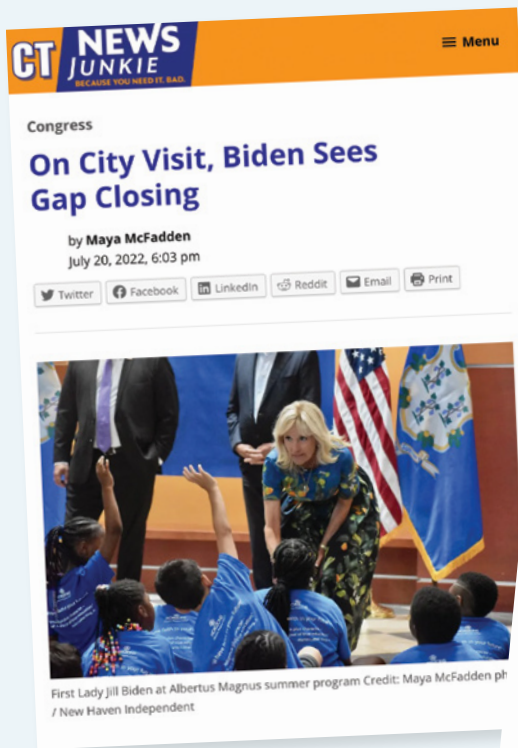 CT NEWS
JUNKIE
BECAUSE YOU NEED IT, BAD.
Menu
Congress
On City Visit, Biden Sees
Gap Closing
by Maya McFadden
July 20, 2022, 6:03 pm
Twitter Facebook LinkedIn Reddit Email Print
First Lady Jill Biden at Albertus Magnus summer program Credit: Maya McFadden ph
/ New Haven Independent